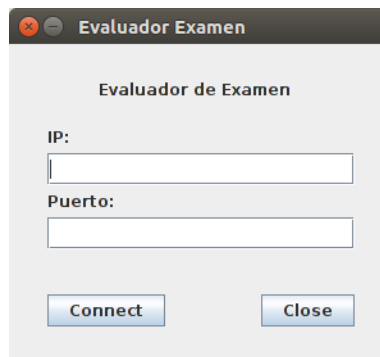 Evaluador Examen
Evaluador de Examen
IP:
Puerto:
Connect Close